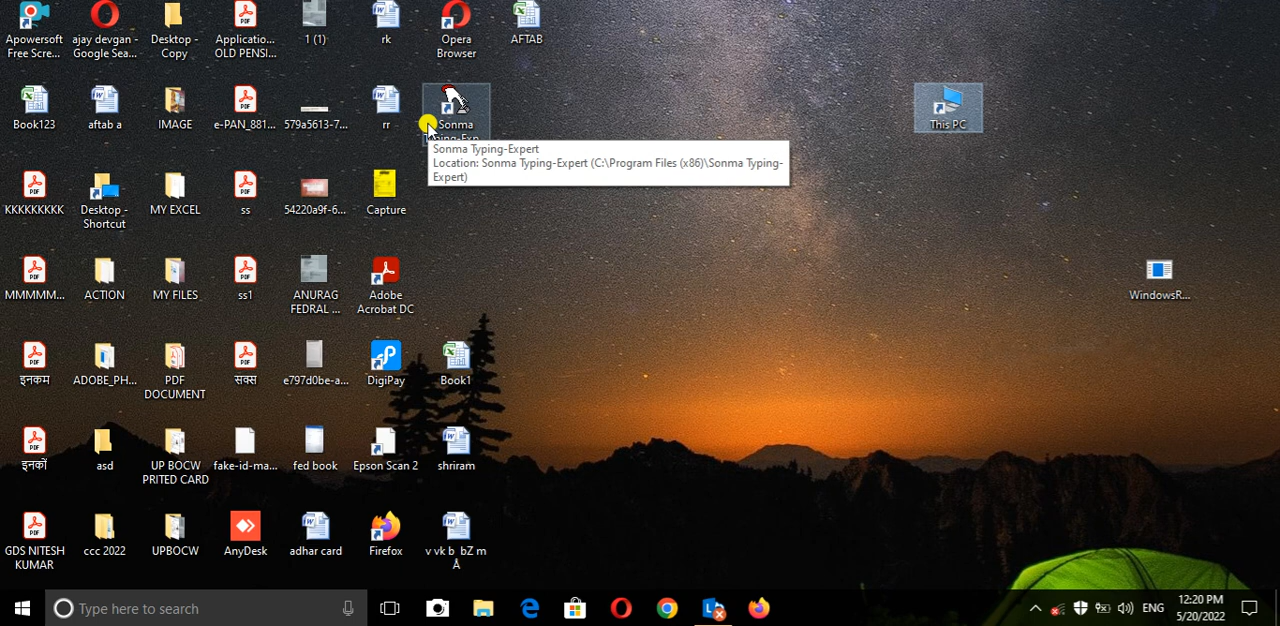 Apowersoft
Free Scre...
ajay devgan -
Google Sea...
Desktop -
Copy
Applicatio...
OLD PENSI...
1 (1)
rk
Opera
Browser
AFTAB
Book123
aftab a
IMAGE
e-PAN_881...
579a5613-7...
rr
Sonma
Typing-Exp
This PC
Sonma Typing-Expert
Location: Sonma Typing-Expert (C:\Program Files (x86)\Sonma Typing-
Expert)
KKKKKKKKK
Desktop -
Shortcut
MY EXCEL
ss
54220a9f-6...
Capture
MMMMM...
ACTION
MY FILES
ss1
ANURAG
FEDRAL ...
Adobe
Acrobat DC
WindowsR...
इनकम
ADOBE_PH...
PDF
DOCUMENT
सक्स
e797d0be-a...
DigiPay
Book1
इनकों
asd
UP BOCW
PRITED CARD
fake-id-ma...
fed book
Epson Scan 2
shriram
GDS NITESH
KUMAR
ccc 2022
UPBOCW
AnyDesk
adhar card
Firefox
v vk b bZ m
Å
Type here to search
ENG
12:20 PM
5/20/2022